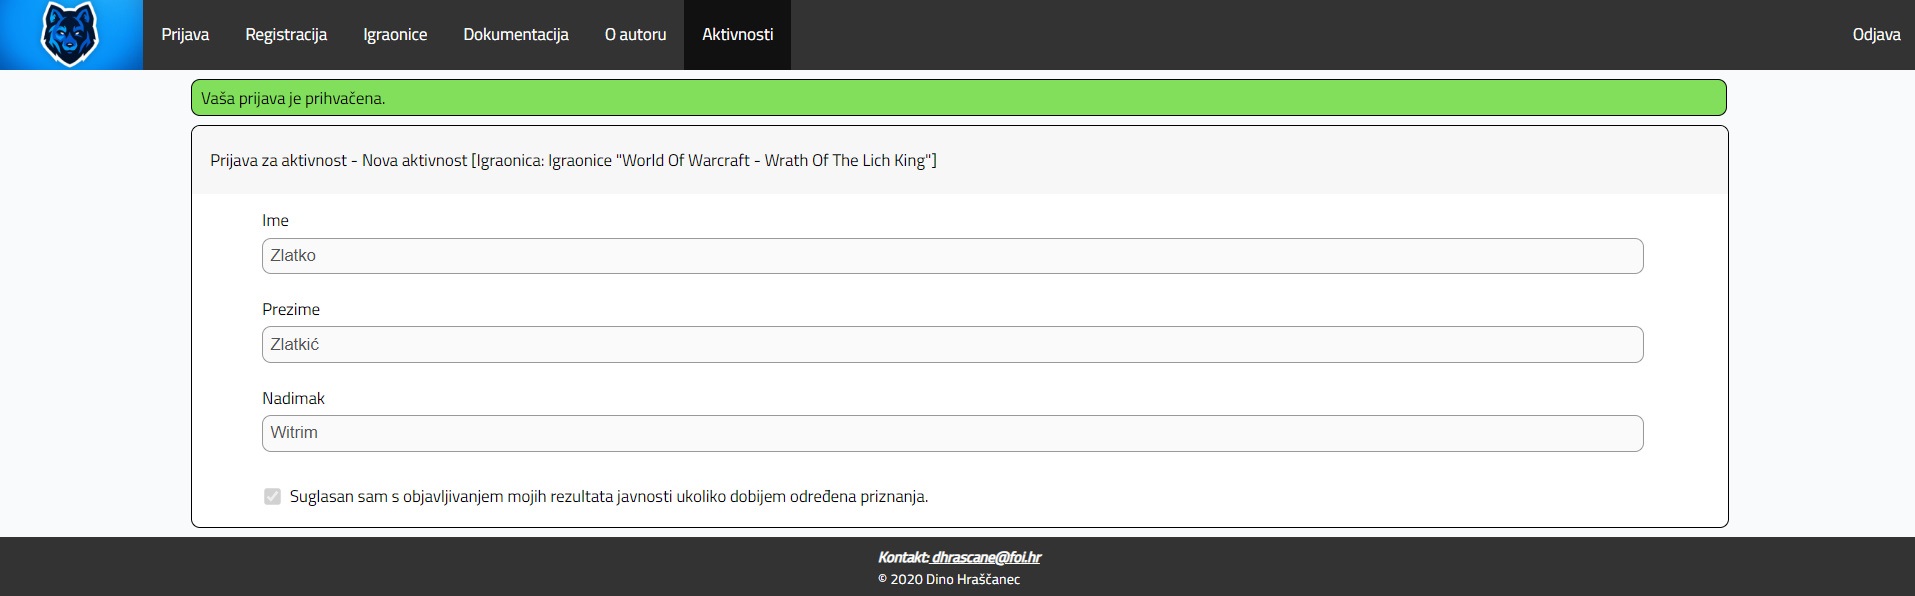 Prijava Registracija Igraonice Dokumentacija O autoru Aktivnosti Odjava
Vaša prijava je prihvačena.
Prijava za aktivnost - Nova aktivnost [Igraonica: Igraonice "World Of Warcraft - Wrath Of The Lich King"]
Ime
Zlatko
Prezime
Zlatkić
Nadimak
Witrim
Suglasan sam s objavljivanjem mojih rezultata javnosti ukoliko dobijem određena priznanja.
Kontakt: dhrascane@foi.hr
© 2020 Dino Hraščanec